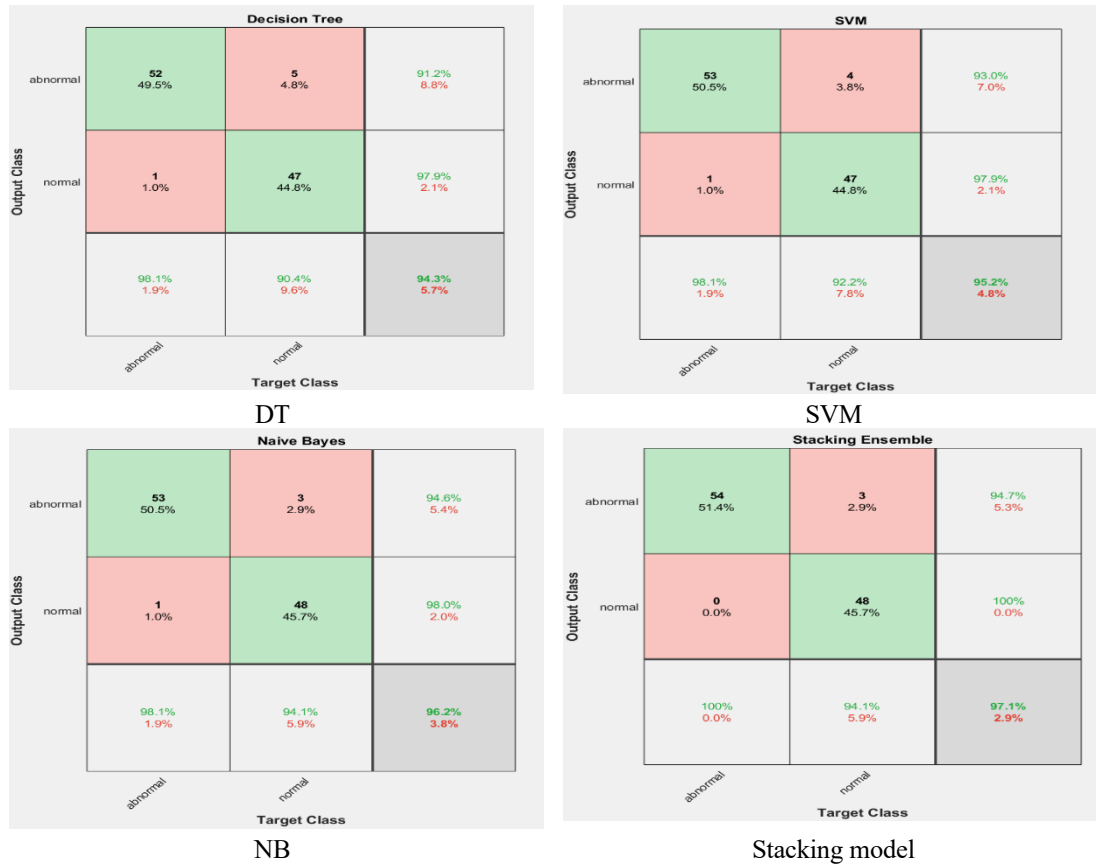 Decision Tree
abnormal
52
49.5%
5
4.8%
91.2%
8.8%
normal
1
1.0%
47
44.8%
97.9%
2.1%
98.1%
1.9%
90.4%
9.6%
94.3%
5.7%
Output Class
abnormal
normal
Target Class
DT
SVM
abnormal
53
50.5%
4
3.8%
93.0%
7.0%
normal
1
1.0%
47
44.8%
97.9%
2.1%
98.1%
1.9%
92.2%
7.8%
95.2%
4.8%
Output Class
abnormal
normal
Target Class
SVM
Naive Bayes
abnormal
53
50.5%
3
2.9%
94.6%
5.4%
normal
1
1.0%
48
45.7%
98.0%
2.0%
98.1%
1.9%
94.1%
5.9%
96.2%
3.8%
Output Class
abnormal
normal
Target Class
NB
Stacking Ensemble
abnormal
54
51.4%
3
2.9%
94.7%
5.3%
normal
0
0.0%
48
45.7%
100%
0.0%
100%
0.0%
94.1%
5.9%
97.1%
2.9%
Output Class
abnormal
normal
Target Class
Stacking model